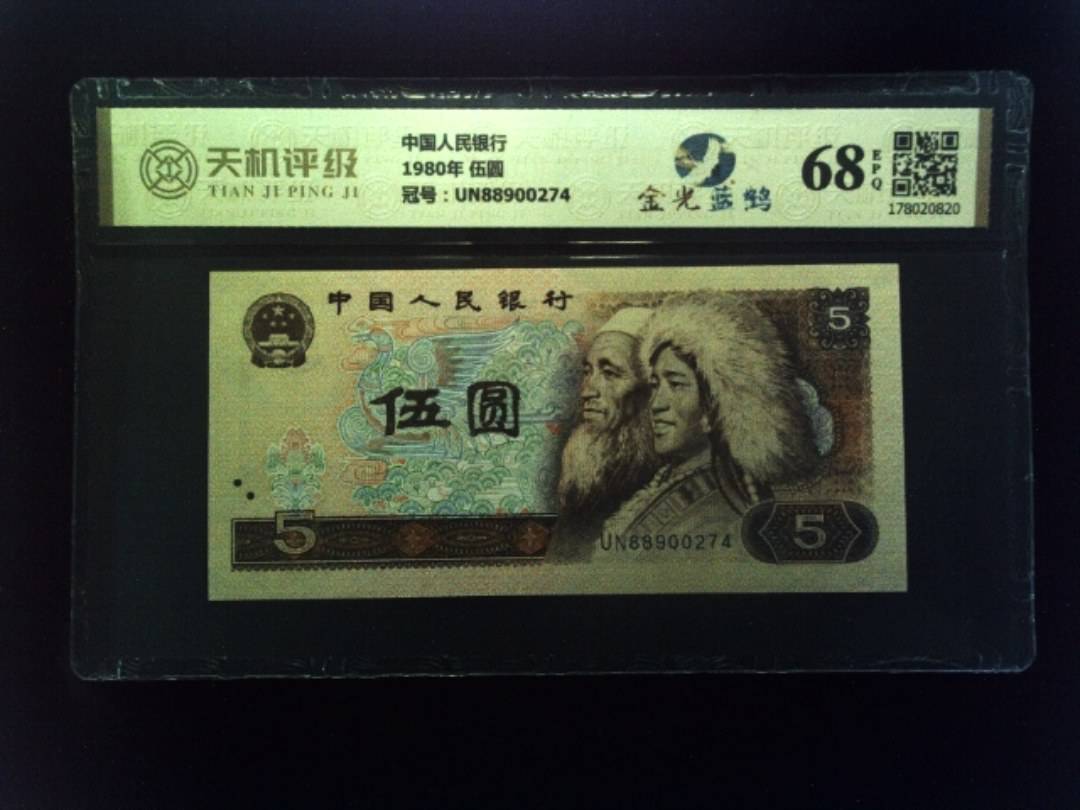 天机评级
TIAN JI PING JI
中国人民银行
1980年 伍圆
冠号：UN88900274
金光蓝鹤
68
EPQ
178020820
中国人民银行
5
伍圆
5
UN88900274
5